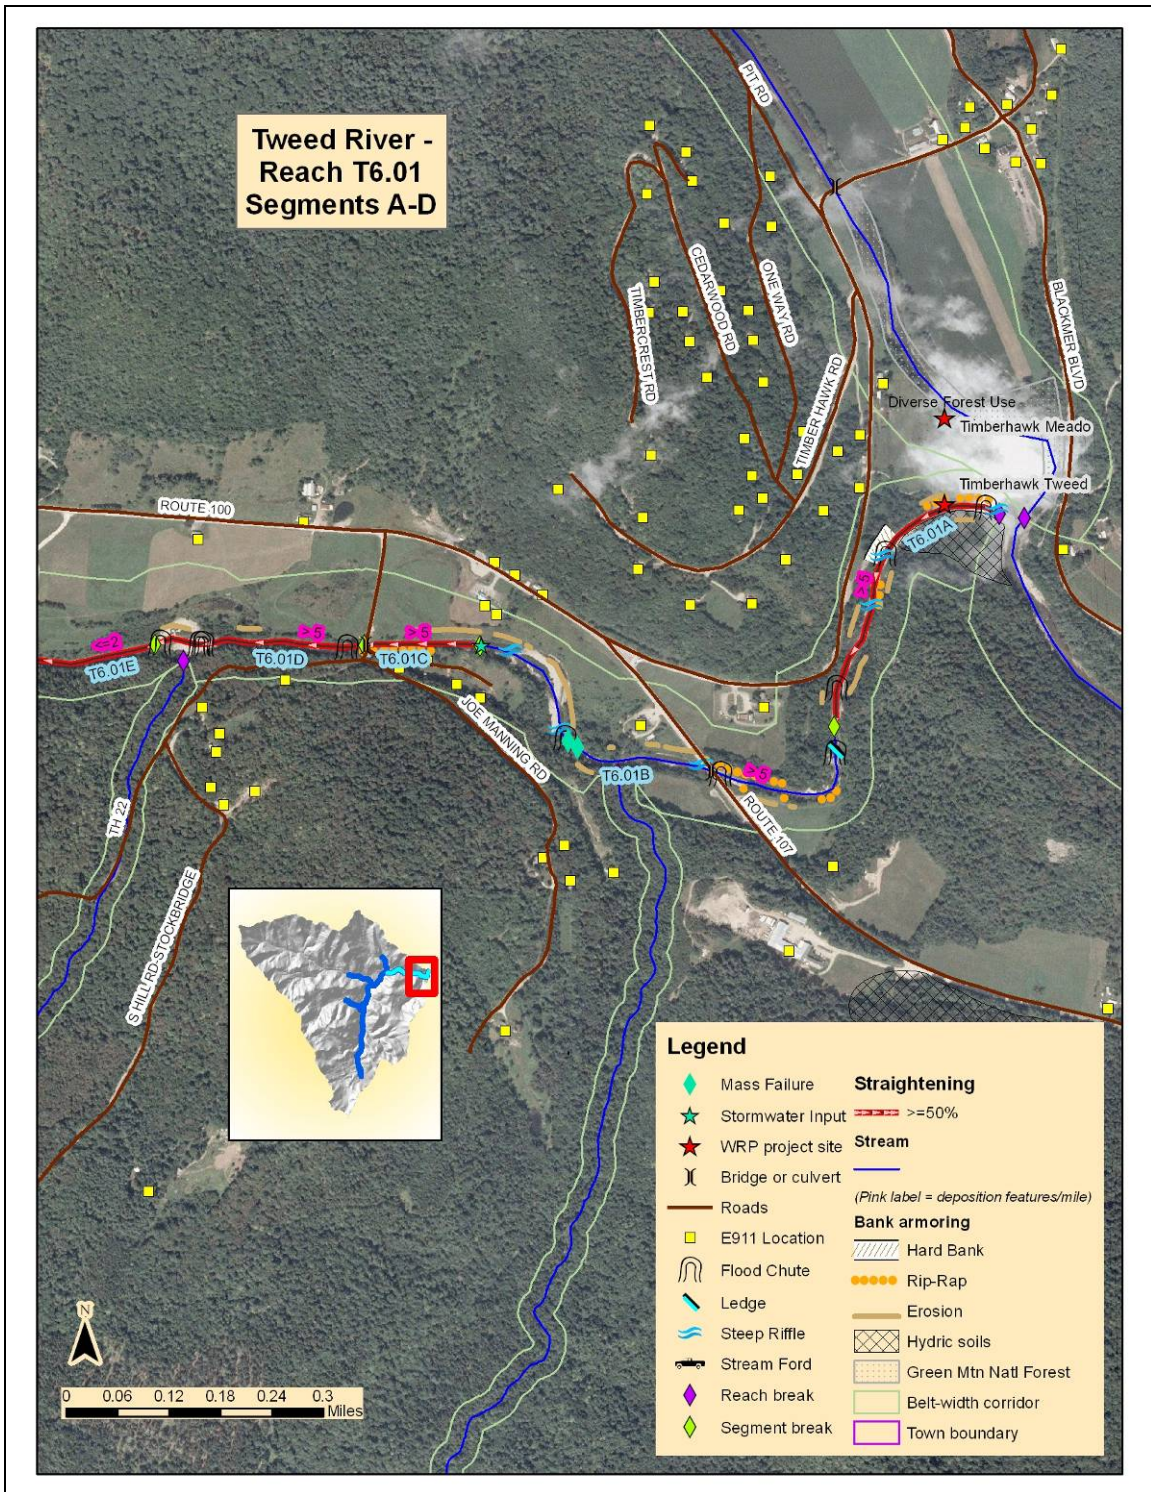 Tweed River -
Reach T6.01
Segments A-D
PIT RD
CEDARWOOD RD
ONE WAY RD
TIMBERCREST RD
TIMBER HAWK RD
BLACKMER BLVD
Diverse Forest Use -
Timberhawk Meado
Timberhawk Tweed
ROUTE 100
T6.01A
>5
<=2
>5
>5
T6.01E
T6.01D
T6.01C
JOE MANNING RD
T6.01B
>5
ROUTE 107
TH 22
S HILL RD-STOCKBRIDGE
Legend
Mass Failure
Stormwater Input
WRP project site
Bridge or culvert
Roads
E911 Location
Flood Chute
Ledge
Steep Riffle
Stream Ford
Reach break
Segment break
Straightening
>=50%
Stream
(Pink label = deposition features/mile)
Bank armoring
Hard Bank
Rip-Rap
Erosion
Hydric soils
Green Mtn Natl Forest
Belt-width corridor
Town boundary
N
0 0.06 0.12 0.18 0.24 0.3
Miles